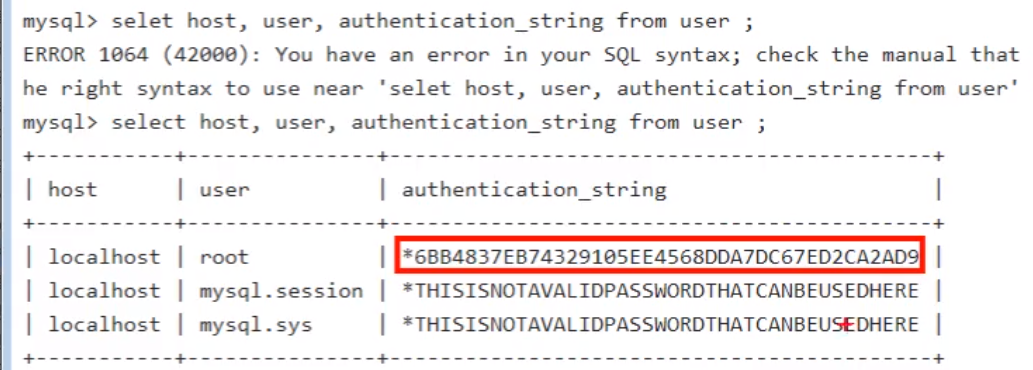 mysql> selet host, user, authentication_string from user ;
ERROR 1064 (42000): You have an error in your SQL syntax; check the manual that
he right syntax to use near 'selet host, user, authentication_string from user'
mysql> select host, user, authentication_string from user ;
+-----------+---------------+-------------------------------------------+
| host      | user          | authentication_string                     |
+-----------+---------------+-------------------------------------------+
| localhost | root          | *6BB4837EB74329105EE4568DDA7DC67ED2CA2AD9 |
| localhost | mysql.session | *THISISNOTAVALIDPASSWORDTHATCANBEUSEDHERE |
| localhost | mysql.sys     | *THISISNOTAVALIDPASSWORDTHATCANBEUSEDHERE |
+-----------+---------------+-------------------------------------------+